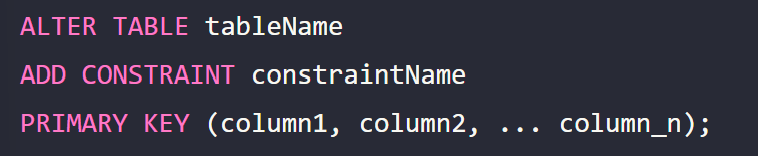 ALTER TABLE tableName
ADD CONSTRAINT constraintName
PRIMARY KEY (column1, column2, ... column_n);